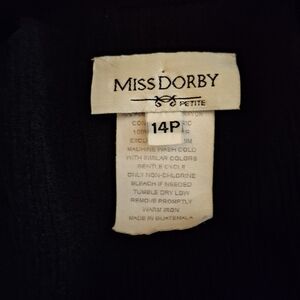 MISS DORBY
PETITE
14P
MACHINE WASH COLD
WITH SIMILAR COLORS
GENTLE CYCLE
ONLY NON-CHLORINE
BLEACH IF NEEDED
TUMBLE DRY LOW
REMOVE PROMPTLY
WARM IRON
MADE IN GUATEMALA